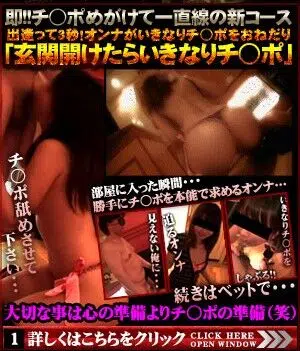 即!!チ○ポめがけて一直線の新コース
出逢って3秒!オンナがいきなりチ○ポをおねだり
「玄関開けたらいきなりチ○ポ」
チ○ポ舐めさせて
下さい…
部屋に入った瞬間…
勝手にチ○ポを本能で求めるオンナ…
見えない俺に…
迫るオンナ
いきなりチ○ポを
しゃぶる!!
続きはベットで…
大切な事は心の準備よりチ○ポの準備(笑)
1 詳しくはこちらをクリック
CLICK HERE
OPEN WINDOW